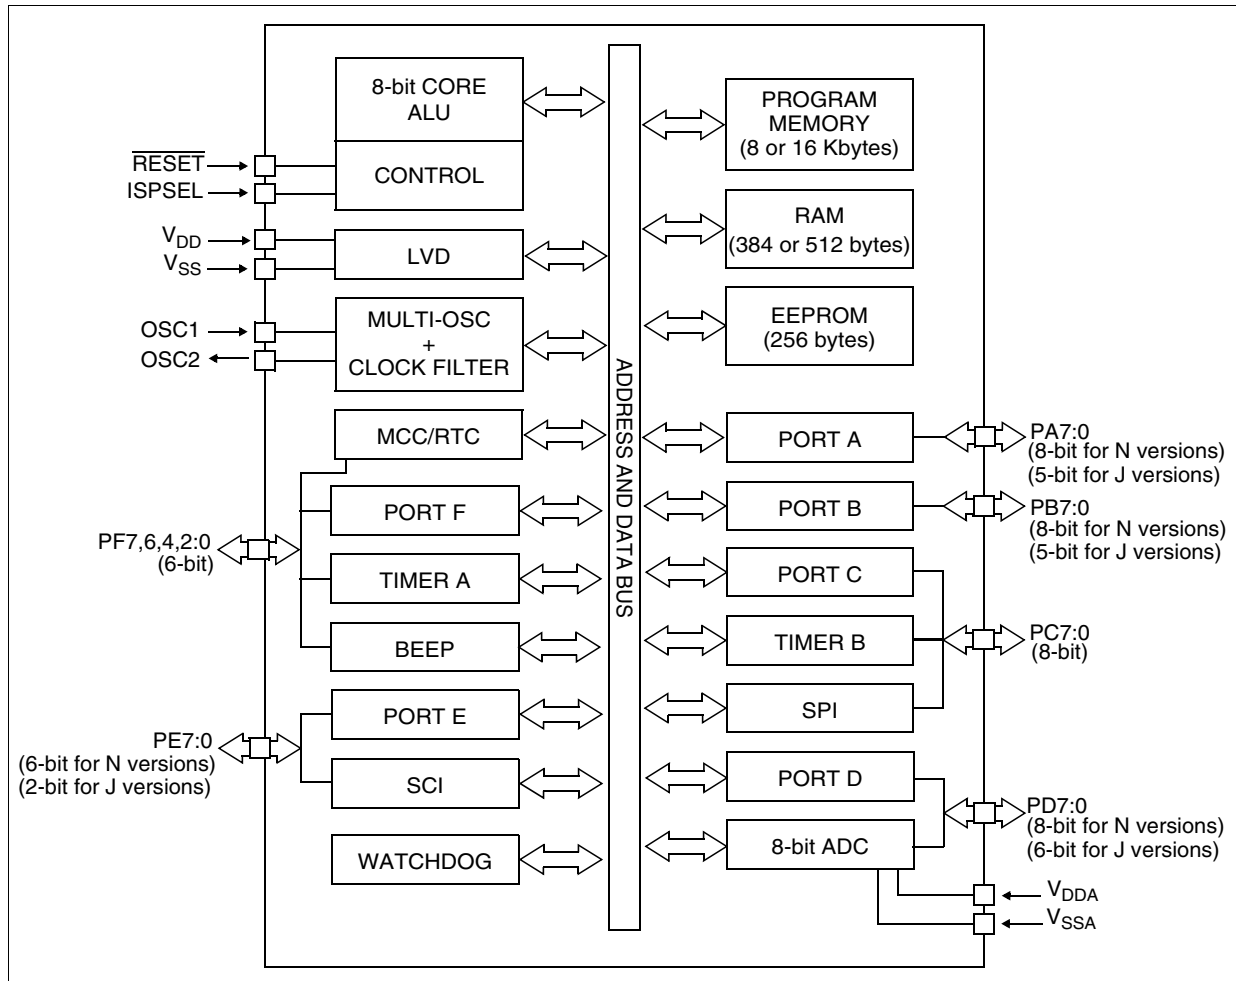 8-bit CORE
ALU
CONTROL
RESET
ISPSEL
VDD
VSS
LVD
OSC1
OSC2
MULTI-OSC
+
CLOCK FILTER
MCC/RTC
PORT F
PF7,6,4,2:0
(6-bit)
TIMER A
BEEP
PORT E
PE7:0
(6-bit for N versions)
(2-bit for J versions)
SCI
WATCHDOG
ADDRESS AND DATA BUS
PROGRAM
MEMORY
(8 or 16 Kbytes)
RAM
(384 or 512 bytes)
EEPROM
(256 bytes)
PORT A
PA7:0
(8-bit for N versions)
(5-bit for J versions)
PORT B
PB7:0
(8-bit for N versions)
(5-bit for J versions)
PORT C
TIMER B
PC7:0
(8-bit)
SPI
PORT D
PD7:0
(8-bit for N versions)
(6-bit for J versions)
8-bit ADC
VDDA
VSSA